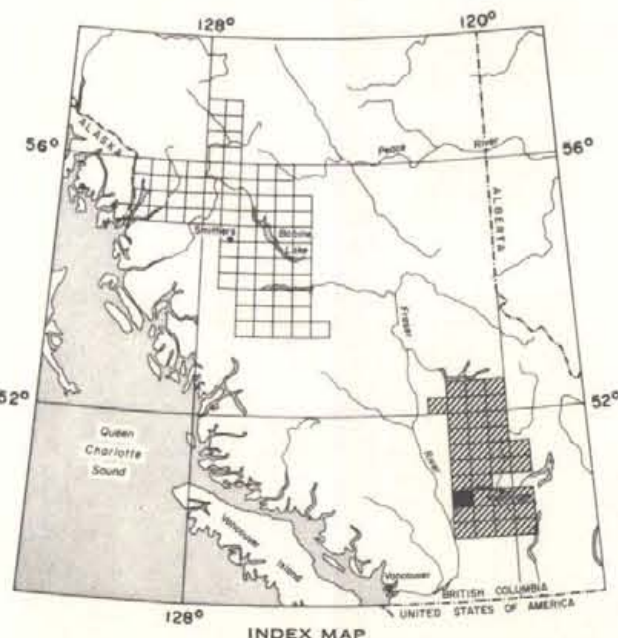 128°
120°
ALASKA
56°
Peace River
56°
ALBERTA
Smithers
Babine
Lake
Fraser
River
52°
52°
Queen
Charlotte
Sound
Vancouver
Island
Vancouver
BRITISH COLUMBIA
UNITED STATES OF AMERICA
128°
INDEX MAP